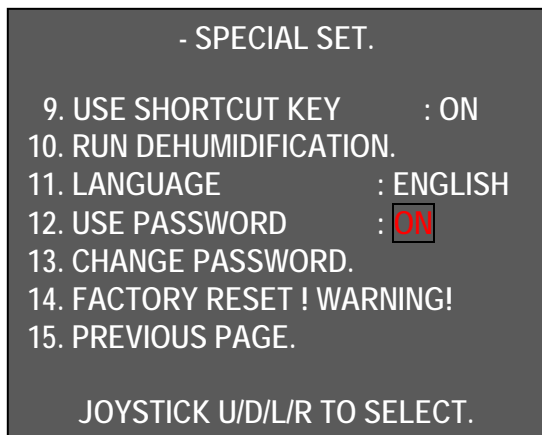 - SPECIAL SET.
9. USE SHORTCUT KEY : ON
10. RUN DEHUMIDIFICATION.
11. LANGUAGE : ENGLISH
12. USE PASSWORD : ON
13. CHANGE PASSWORD.
14. FACTORY RESET ! WARNING!
15. PREVIOUS PAGE.
JOYSTICK U/D/L/R TO SELECT.